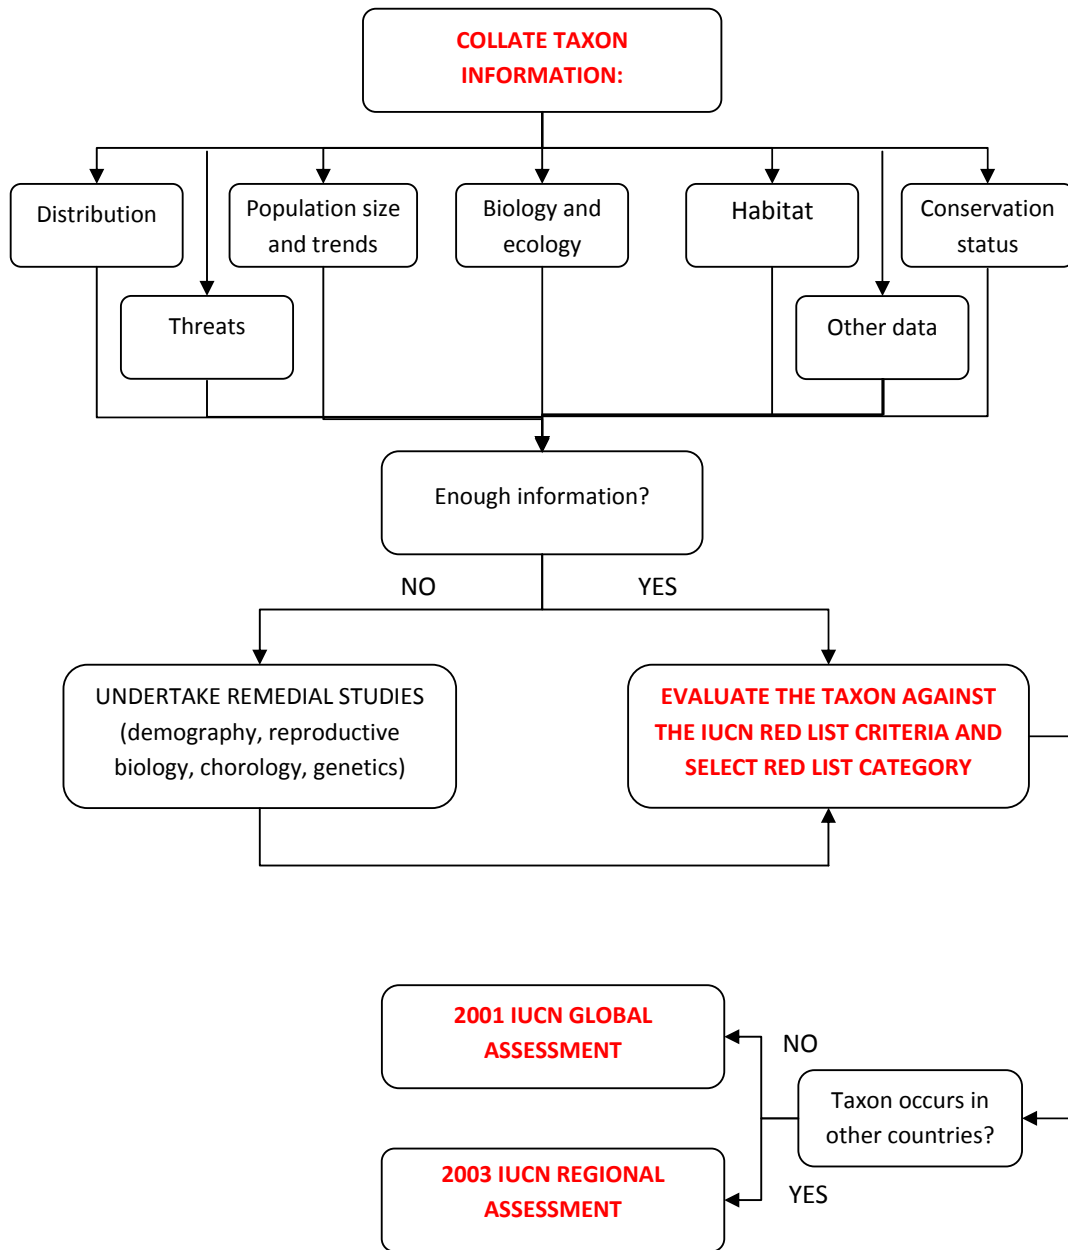 COLLATE TAXON
INFORMATION:
Distribution
Population size
and trends
Biology and
ecology
Habitat
Conservation
status
Threats
Other data
Enough information?
NO
YES
UNDERTAKE REMEDIAL STUDIES
(demography, reproductive
biology, chorology, genetics)
EVALUATE THE TAXON AGAINST
THE IUCN RED LIST CRITERIA AND
SELECT RED LIST CATEGORY
2001 IUCN GLOBAL
ASSESSMENT
NO
Taxon occurs in
other countries?
2003 IUCN REGIONAL
ASSESSMENT
YES